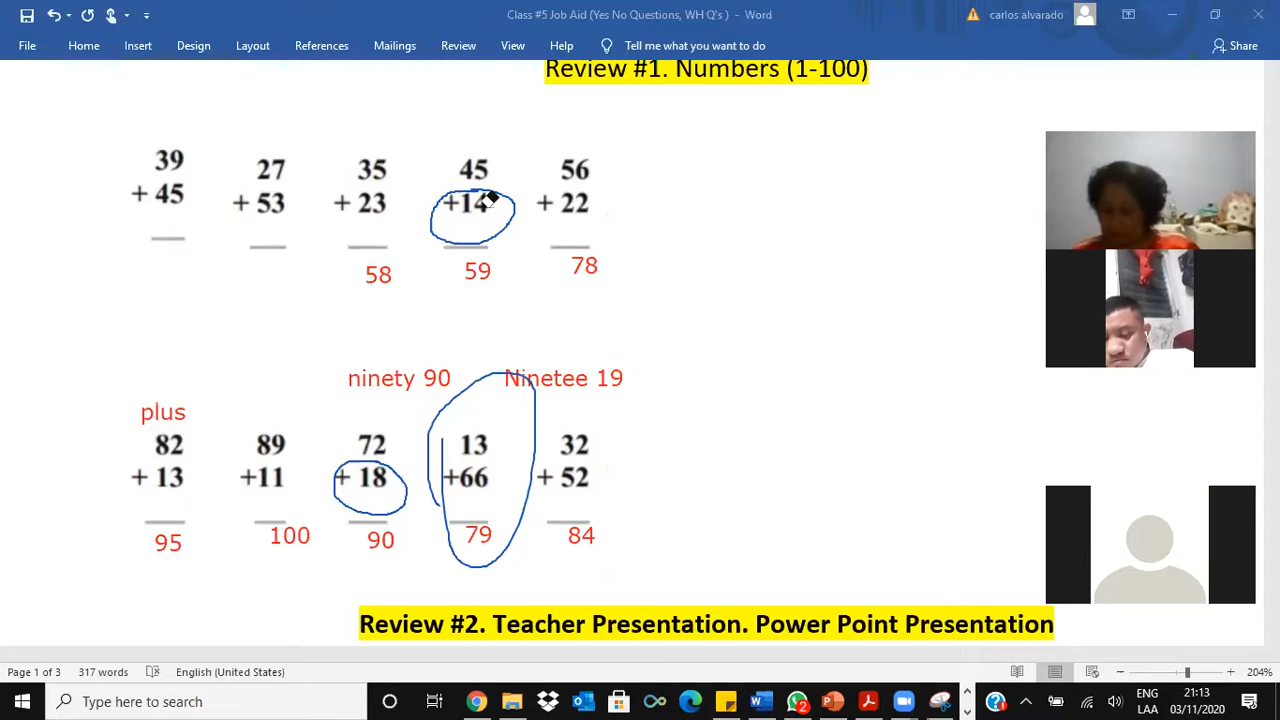 Class #5 Job Aid (Yes No Questions, WH Q's ) - Word
carlos alvarado
File Home Insert Design Layout References Mailings Review View Help Tell me what you want to do Share
Review #1. Numbers (1-100)
39 27 35 45 56
+ 45 + 53 + 23 +14 + 22
58 59 78
ninety 90 Ninetee 19
plus
82 89 72 13 32
+ 13 +11 + 18 +66 + 52
95 100 90 79 84
Review #2. Teacher Presentation. Power Point Presentation
Page 1 of 3 317 words English (United States) 204%
Type here to search
2
ENG 21:13
LAA 03/11/2020